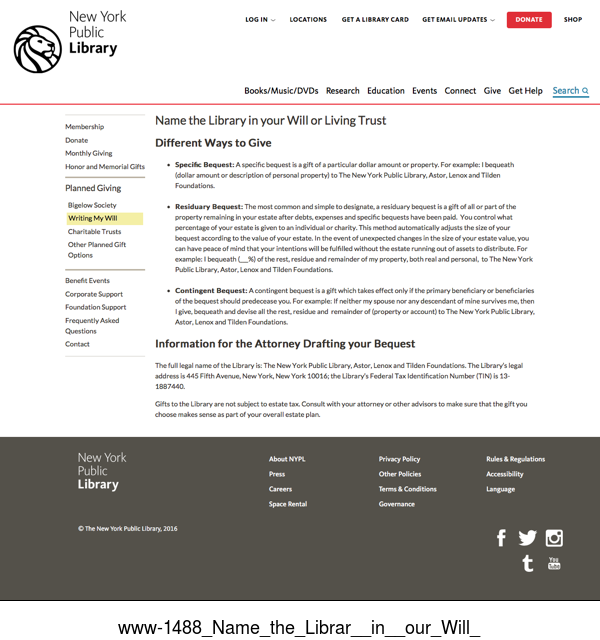 New York
Public
Library
LOG IN
LOCATIONS
GET A LIBRARY CARD
GET EMAIL UPDATES
DONATE
SHOP
Books/Music/DVDs Research Education Events Connect Give Get Help Search
Membership
Donate
Monthly Giving
Honor and Memorial Gifts
Planned Giving
Bigelow Society
Writing My Will
Charitable Trusts
Other Planned Gift
Options
Benefit Events
Corporate Support
Foundation Support
Frequently Asked
Questions
Contact
Name the Library in your Will or Living Trust
Different Ways to Give
• Specific Bequest: A specific bequest is a gift of a particular dollar amount or property. For example: I bequeath
(dollar amount or description of personal property) to The New York Public Library, Astor, Lenox and Tilden
Foundations.
• Residuary Bequest: The most common and simple to designate, a residuary bequest is a gift of all or part of the
property remaining in your estate after debts, expenses and specific bequests have been paid. You control what
percentage of your estate is given to an individual or charity. This method automatically adjusts the size of your
bequest according to the value of your estate. In the event of unexpected changes in the size of your estate value, you
can have peace of mind that your intentions will be fulfilled without the estate running out of assets to distribute. For
example: I bequeath (__%) of the rest, residue and remainder of my property, both real and personal, to The New York
Public Library, Astor, Lenox and Tilden Foundations.
• Contingent Bequest: A contingent bequest is a gift which takes effect only if the primary beneficiary or beneficiaries
of the bequest should predecease you. For example: If neither my spouse nor any descendant of mine survives me, then
I give, bequeath and devise all the rest, residue and remainder of (property or account) to The New York Public Library,
Astor, Lenox and Tilden Foundations.
Information for the Attorney Drafting your Bequest
The full legal name of the Library is: The New York Public Library, Astor, Lenox and Tilden Foundations. The Library's legal
address is 445 Fifth Avenue, New York, New York 10016; the Library's Federal Tax Identification Number (TIN) is 13-
1887440.
Gifts to the Library are not subject to estate tax. Consult with your attorney or other advisors to make sure that the gift you
choose makes sense as part of your overall estate plan.
New York
Public
Library
About NYPL
Press
Careers
Space Rental
Privacy Policy
Other Policies
Terms & Conditions
Governance
Rules & Regulations
Accessibility
Language
© The New York Public Library, 2016
You
Tube
www-1488_Name_the_Librar__in__our_Will_